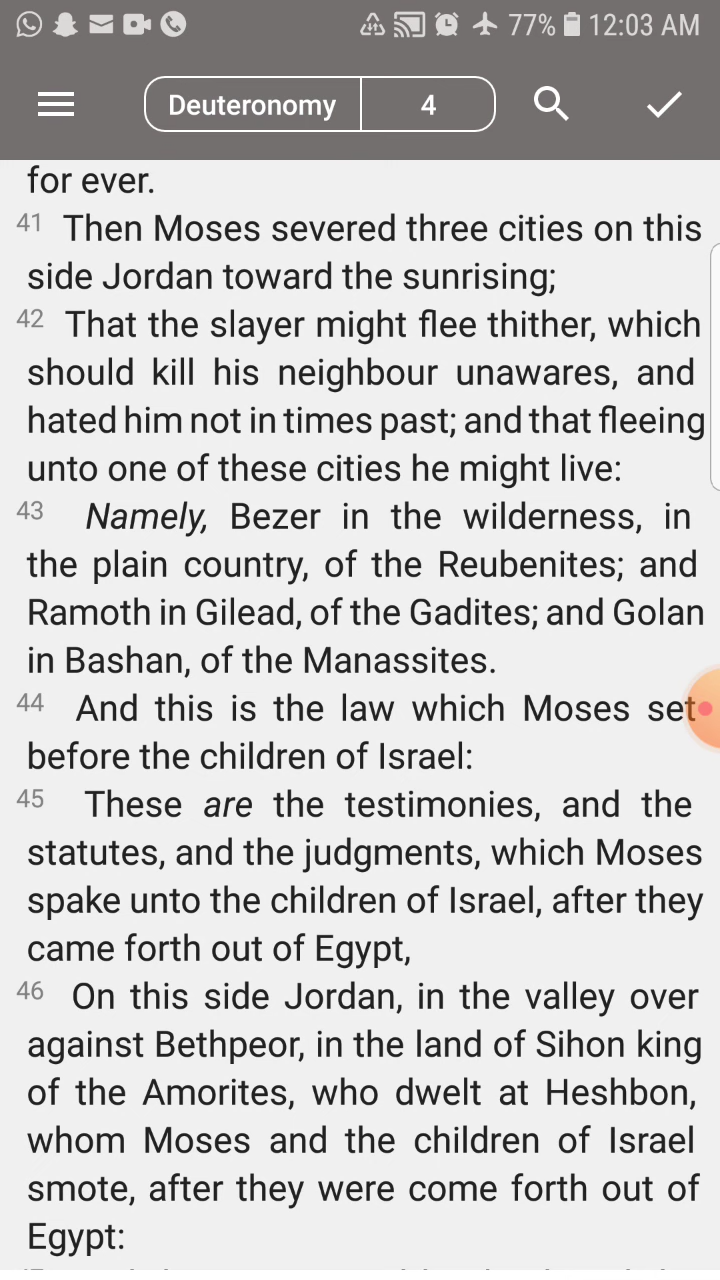 77% 12:03 AM
Deuteronomy 4
for ever.
41 Then Moses severed three cities on this
side Jordan toward the sunrising;
42 That the slayer might flee thither, which
should kill his neighbour unawares, and
hated him not in times past; and that fleeing
unto one of these cities he might live:
43 Namely, Bezer in the wilderness, in
the plain country, of the Reubenites; and
Ramoth in Gilead, of the Gadites; and Golan
in Bashan, of the Manassites.
44 And this is the law which Moses set
before the children of Israel:
45 These are the testimonies, and the
statutes, and the judgments, which Moses
spake unto the children of Israel, after they
came forth out of Egypt,
46 On this side Jordan, in the valley over
against Bethpeor, in the land of Sihon king
of the Amorites, who dwelt at Heshbon,
whom Moses and the children of Israel
smote, after they were come forth out of
Egypt: